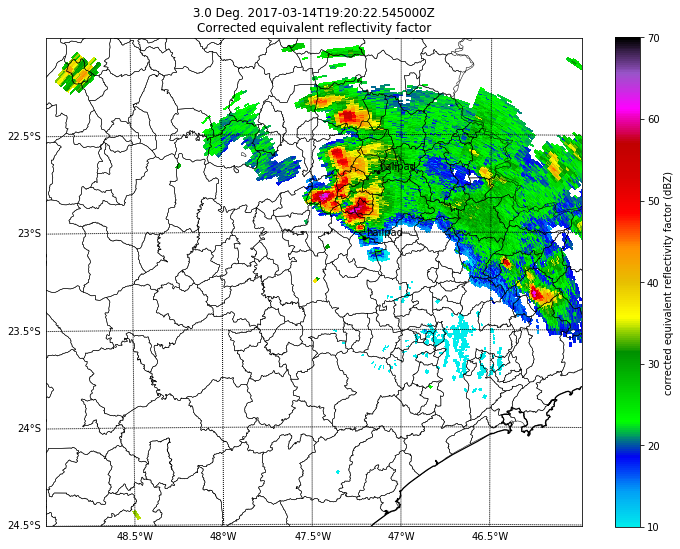 3.0 Deg. 2017-03-14T19:20:22.545000Z
Corrected equivalent reflectivity factor
22.5°S
23°S
23.5°S
24°S
24.5°S
48.5°W
48°W
47.5°W
47°W
46.5°W
hailpad
hailpad
70
60
50
40
30
20
10
corrected equivalent reflectivity factor (dBZ)